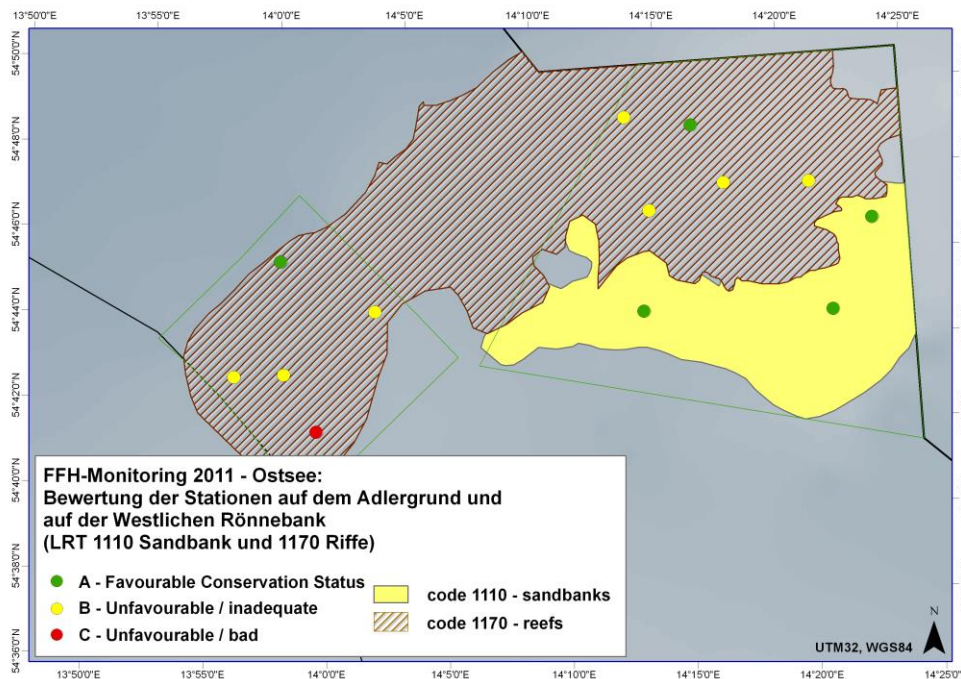 13°50'0"E 13°55'0"E 14°0'0"E 14°5'0"E 14°10'0"E 14°15'0"E 14°20'0"E 14°25'0"E
54°50'0"N
54°48'0"N
54°46'0"N
54°44'0"N
54°42'0"N
54°40'0"N
54°38'0"N
54°36'0"N
FFH-Monitoring 2011 - Ostsee:
Bewertung der Stationen auf dem Adlergrund und
auf der Westlichen Rönnebank
(LRT 1110 Sandbank und 1170 Riffe)
A - Favourable Conservation Status
B - Unfavourable / inadequate
C - Unfavourable / bad
code 1110 - sandbanks
code 1170 - reefs
N
UTM32, WGS84
13°50'0"E 13°55'0"E 14°0'0"E 14°5'0"E 14°10'0"E 14°15'0"E 14°20'0"E 14°25'0"E